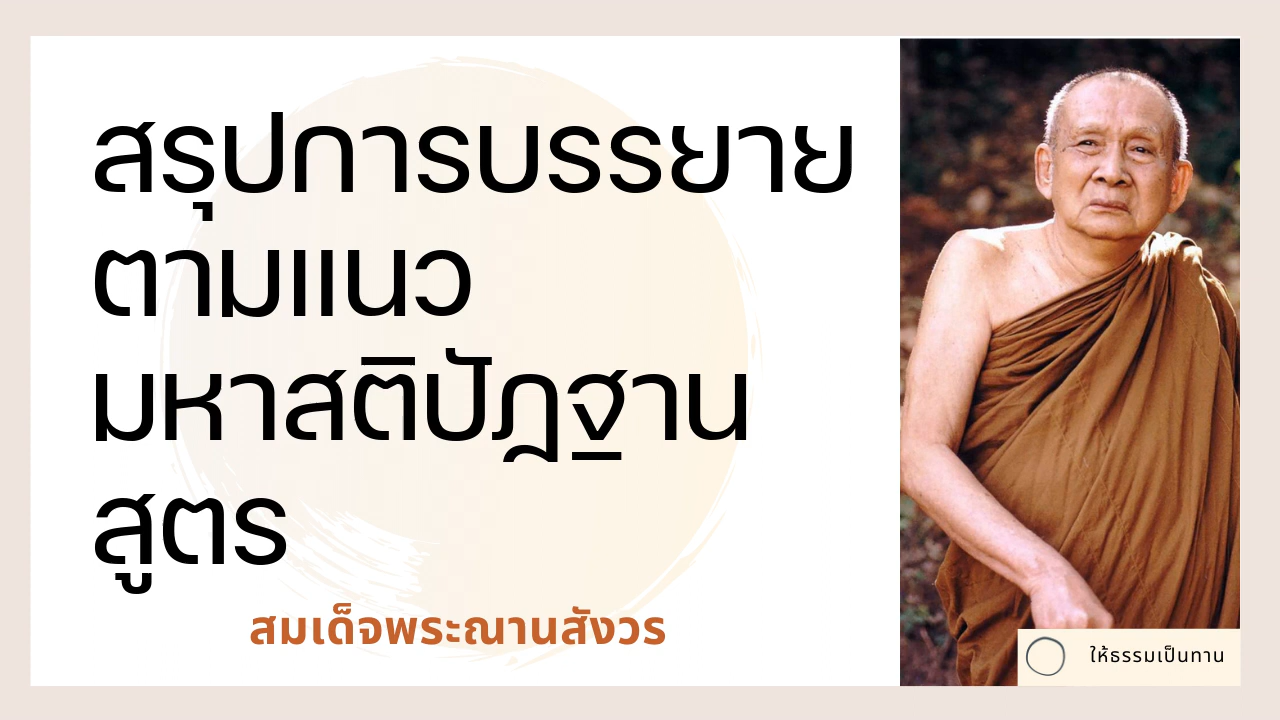 สรุปการบรรยาย
ตามแนว
มหาสติปัฏฐาน
สูตร
สมเด็จพระณานสังวร
ให้ธรรมเป็นทาน